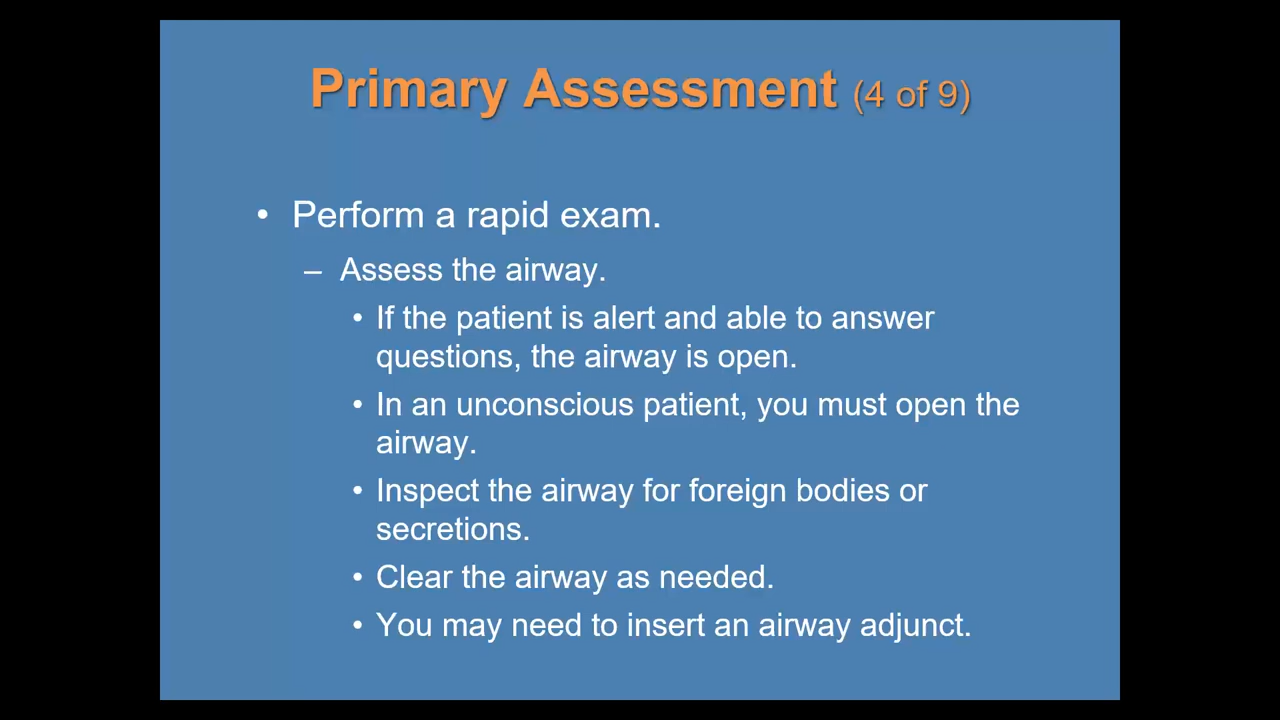 Primary Assessment (4 of 9)
• Perform a rapid exam.
– Assess the airway.
• If the patient is alert and able to answer
questions, the airway is open.
• In an unconscious patient, you must open the
airway.
• Inspect the airway for foreign bodies or
secretions.
• Clear the airway as needed.
• You may need to insert an airway adjunct.